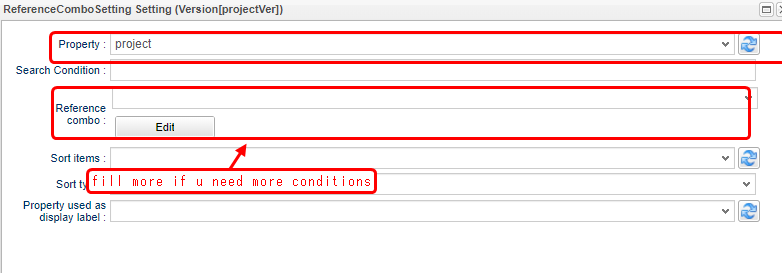 ReferenceComboSetting Setting (Version[projectVer])
Property :
project
Search Condition :
Reference
combo :
Edit
Sort items :
Sort ty
fill more if u need more conditions
Property used as
display label :